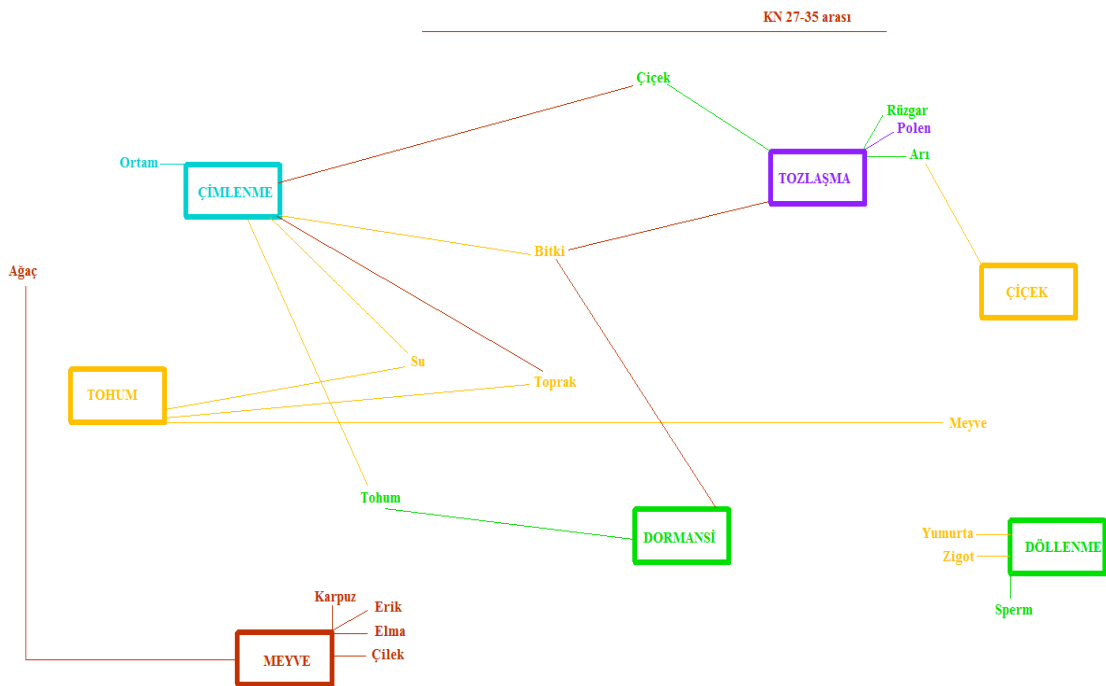 KN 27-35 arası
Çiçek
Rüzgar
Polen
Arı
Ortam
TOZLAŞMA
ÇİMLENME
Bitki
Ağaç
ÇİÇEK
Su
Toprak
TOHUM
Meyve
Tohum
Yumurta
DORMANSİ
DÖLLENME
Zigot
Karpuz
Erik
Sperm
Elma
Çilek
MEYVE